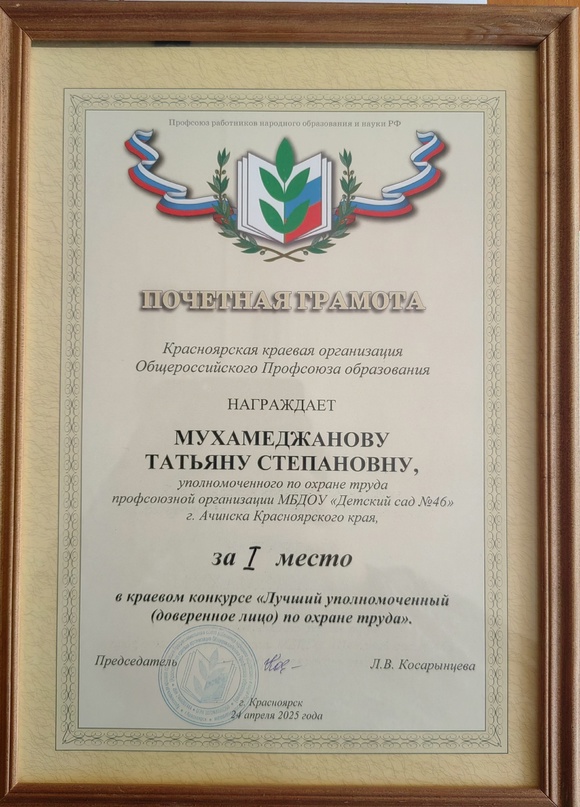 Профсоюз работников народного образования и науки РФ
ПОЧЕТНАЯ ГРАМОТА
Красноярская краевая организация
Общероссийского Профсоюза образования
НАГРАЖДАЕТ
МУХАМЕДЖАНОВУ
ТАТЬЯНУ СТЕПАНОВНУ,
уполномоченного по охране труда
профсоюзной организации МБДОУ «Детский сад №46»
г. Ачинска Красноярского края,
за I место
в краевом конкурсе «Лучший уполномоченный
(доверенное лицо) по охране труда».
Председатель Л.В. Косарынцева
г. Красноярск
24 апреля 2025 года